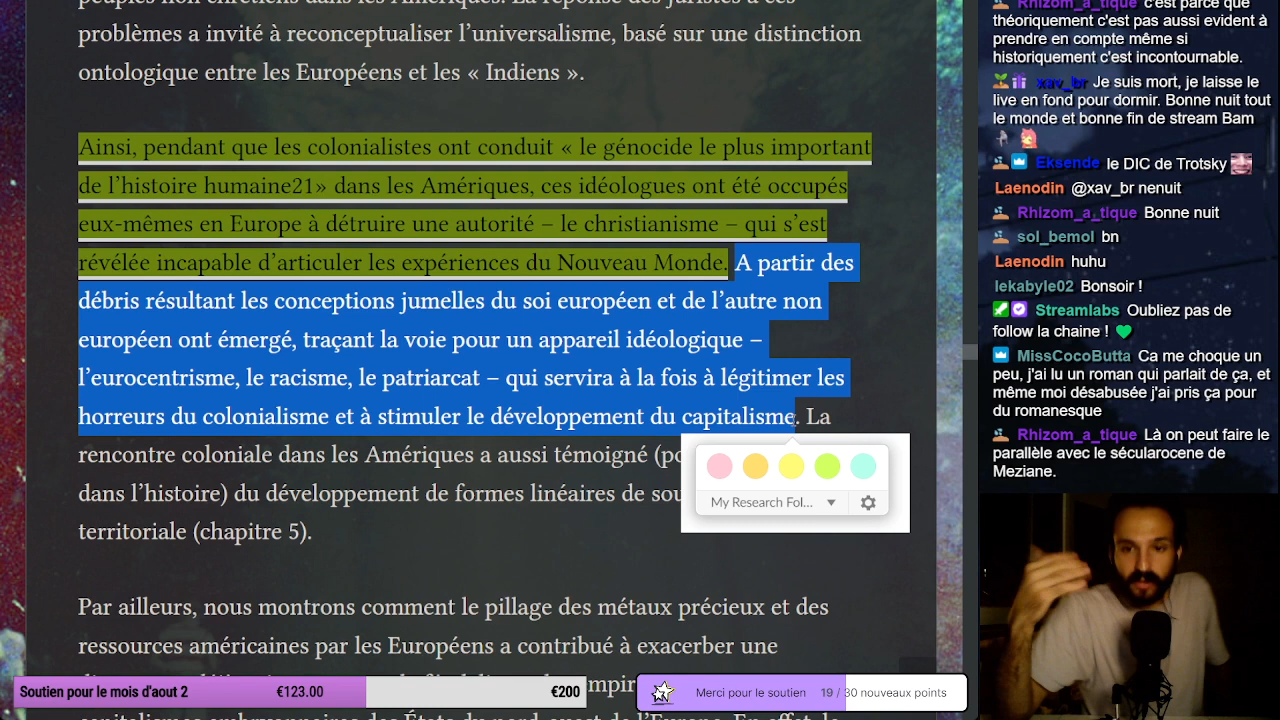 peuples non chrétiens dans les Amériques. La réponse des juristes à ces
problèmes a invité à reconceptualiser l’universalisme, basé sur une distinction
ontologique entre les Européens et les « Indiens ».
Ainsi, pendant que les colonialistes ont conduit « le génocide le plus important
de l’histoire humaine21» dans les Amériques, ces idéologues ont été occupés
eux-mêmes en Europe à détruire une autorité – le christianisme – qui s’est
révélée incapable d’articuler les expériences du Nouveau Monde. A partir des
débris résultant les conceptions jumelles du soi européen et de l’autre non
européen ont émergé, traçant la voie pour un appareil idéologique –
l’eurocentrisme, le racisme, le patriarcat – qui servira à la fois à légitimer les
horreurs du colonialisme et à stimuler le développement du capitalisme. La
rencontre coloniale dans les Amériques a aussi témoigné
dans l’histoire) du développement de formes linéaires de
territoriale (chapitre 5).
My Research Fol...
Par ailleurs, nous montrons comment le pillage des métaux précieux et des
ressources américaines par les Européens a contribué à exacerber une
Soutien pour le mois d'aout 2 €123.00 €200
Merci pour le soutien 19 / 30 nouveaux points
Rhizom_a_tique c'est parce que
théoriquement c'est pas aussi evident à
prendre en compte même si
historiquement c'est incontournable.
xav_br Je suis mort, je laisse le
live en fond pour dormir. Bonne nuit tout
le monde et bonne fin de stream Bam
Eksende le DIC de Trotsky
Laenodin @xav_br nenuit
Rhizom_a_tique Bonne nuit
sol_bemol bn
Laenodin huhu
lekabyle02 Bonsoir !
Streamlabs Oubliez pas de
follow la chaine !
MissCocoButta Ca me choque un
peu, j'ai lu un roman qui parlait de ça, et
même moi désabusée j'ai pris ça pour
du romanesque
Rhizom_a_tique Là on peut faire le
parallèle avec le sécularocene de
Meziane.